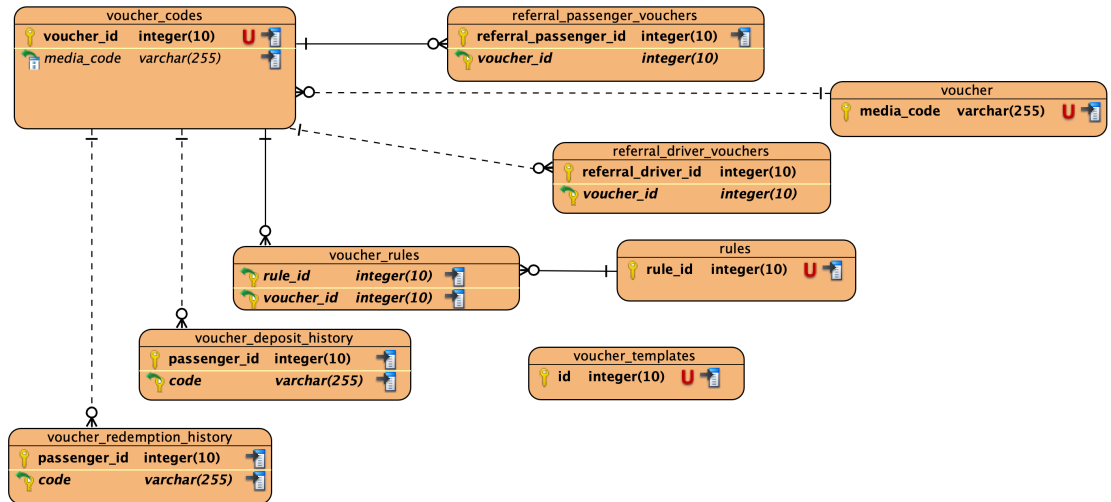 voucher_codes
voucher_id integer(10) U
media_code varchar(255)
referral_passenger_vouchers
referral_passenger_id integer(10)
voucher_id integer(10)
voucher
media_code varchar(255) U
referral_driver_vouchers
referral_driver_id integer(10)
voucher_id integer(10)
voucher_rules
rule_id integer(10)
voucher_id integer(10)
rules
rule_id integer(10) U
voucher_deposit_history
passenger_id integer(10)
code varchar(255)
voucher_templates
id integer(10) U
voucher_redemption_history
passenger_id integer(10)
code varchar(255)